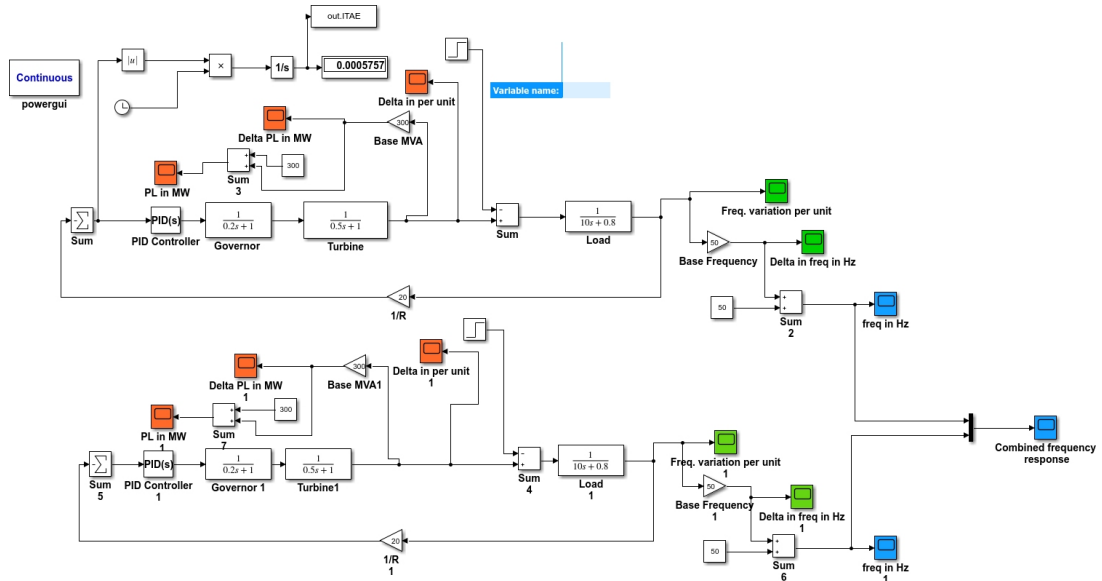 out.ITAE
Continuous
powergui
|u|
×
1/s
0.0005757
Variable name:
Delta in per unit
300
Base MVA
Delta PL in MW
Sum
3
300
PL in MW
Sum
PID(s)
PID Controller
1
0.2s + 1
Governor
1
0.5s + 1
Turbine
Sum
1
10s + 0.8
Load
Freq. variation per unit
50
Base Frequency
Delta in freq in Hz
50
Sum
2
freq in Hz
20
1/R
Delta in per unit
1
300
Base MVA1
Delta PL in MW
1
300
Sum
7
PL in MW
1
Sum
5
PID(s)
PID Controller
1
1
0.2s + 1
Governor 1
1
0.5s + 1
Turbine1
Sum
4
1
10s + 0.8
Load
1
Freq. variation per unit
1
50
Base Frequency
1
Delta in freq in Hz
1
50
Sum
6
freq in Hz
1
Combined frequency
response
20
1/R
1